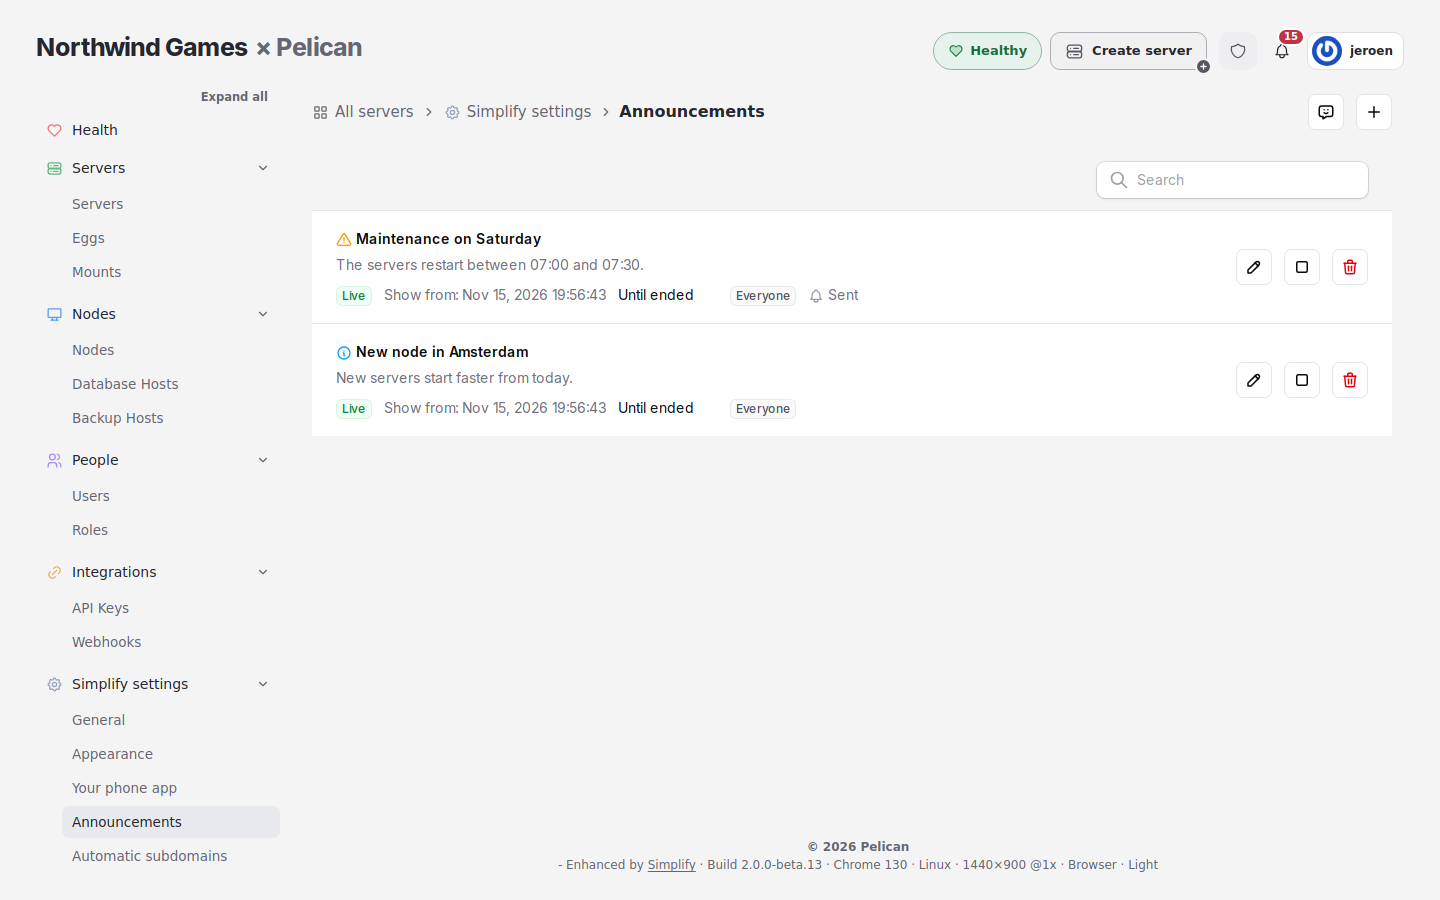 Northwind Games × Pelican
Healthy
Create server
15
jeroen
Expand all
Health
Servers
Servers
Eggs
Mounts
Nodes
Nodes
Database Hosts
Backup Hosts
People
Users
Roles
Integrations
API Keys
Webhooks
Simplify settings
General
Appearance
Your phone app
Announcements
Automatic subdomains
All servers > Simplify settings > Announcements
Search
Maintenance on Saturday
The servers restart between 07:00 and 07:30.
Live Show from: Nov 15, 2026 19:56:43 Until ended Everyone Sent
New node in Amsterdam
New servers start faster from today.
Live Show from: Nov 15, 2026 19:56:43 Until ended Everyone
© 2026 Pelican
- Enhanced by Simplify · Build 2.0.0-beta.13 · Chrome 130 · Linux · 1440×900 @1x · Browser · Light